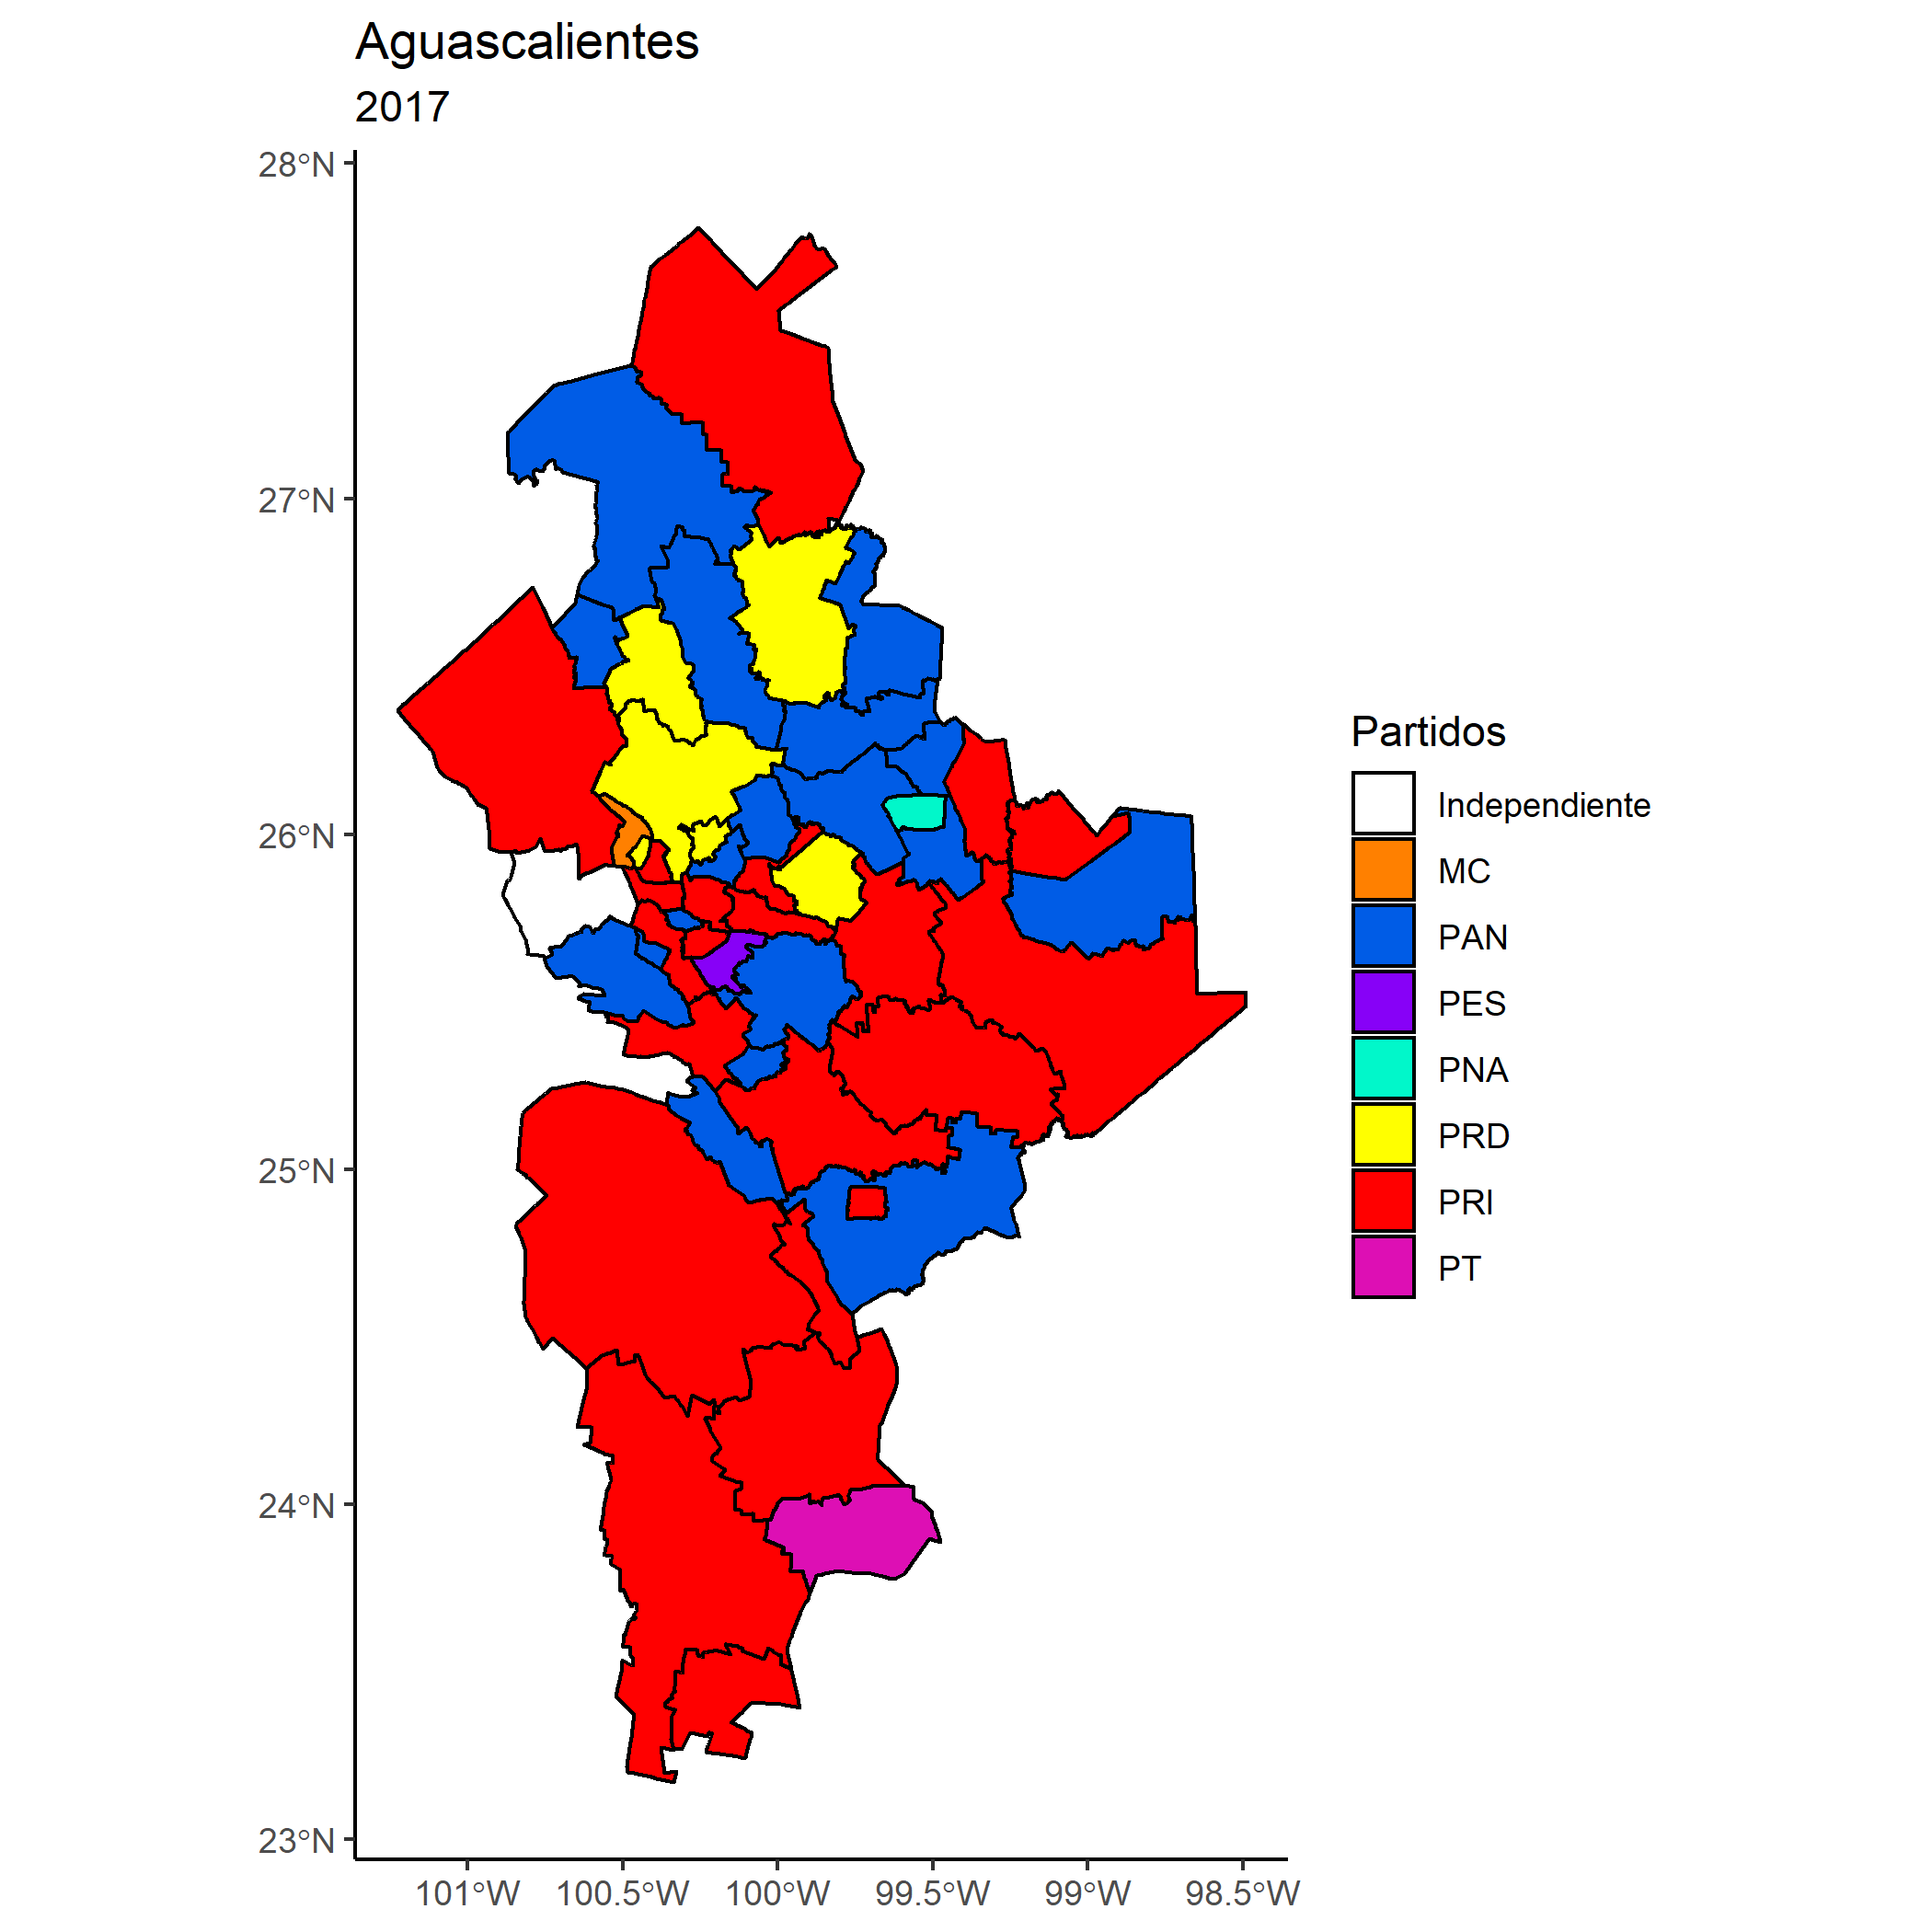 Aguascalientes
2017
28°N
27°N
26°N
25°N
24°N
23°N
101°W 100.5°W 100°W 99.5°W 99°W 98.5°W
Partidos
Independiente
MC
PAN
PES
PNA
PRD
PRI
PT